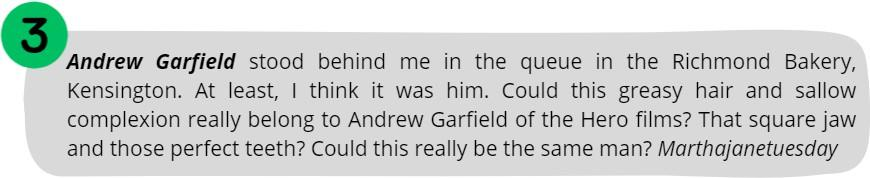 3
Andrew Garfield stood behind me in the queue in the Richmond Bakery,
Kensington. At least, I think it was him. Could this greasy hair and sallow
complexion really belong to Andrew Garfield of the Hero films? That square jaw
and those perfect teeth? Could this really be the same man? Marthajanetuesday